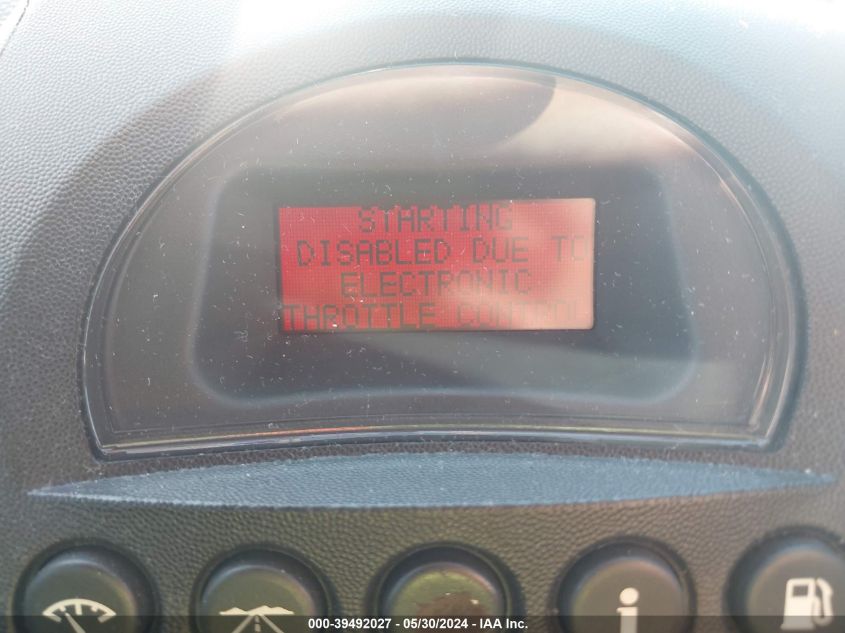 STARTING
DISABLED DUE TO
ELECTRONIC
THROTTLE CONTROL
i
000-39492027 - 05/30/2024 - IAA, Inc.